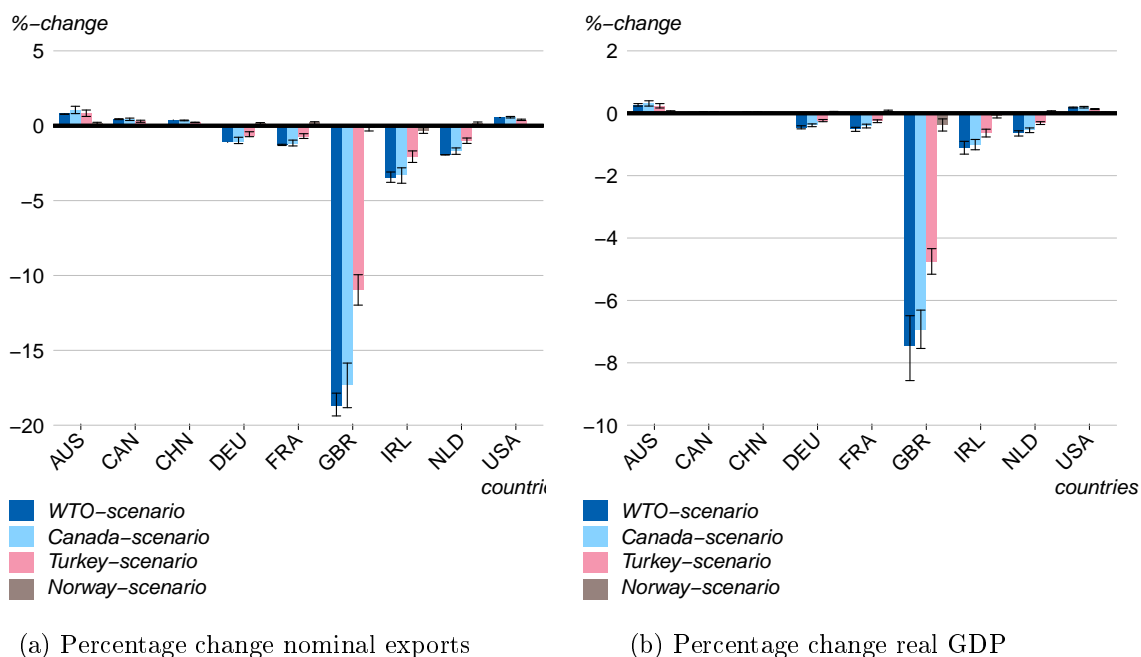 %−change
5
0
−5
−10
−15
−20
AUS
CAN
CHN
DEU
FRA
GBR
IRL
NLD
USA
countri
WTO−scenario
Canada−scenario
Turkey−scenario
Norway−scenario
(a) Percentage change nominal exports
%−change
2
0
−2
−4
−6
−8
−10
AUS
CAN
CHN
DEU
FRA
GBR
IRL
NLD
USA
countries
WTO−scenario
Canada−scenario
Turkey−scenario
Norway−scenario
(b) Percentage change real GDP